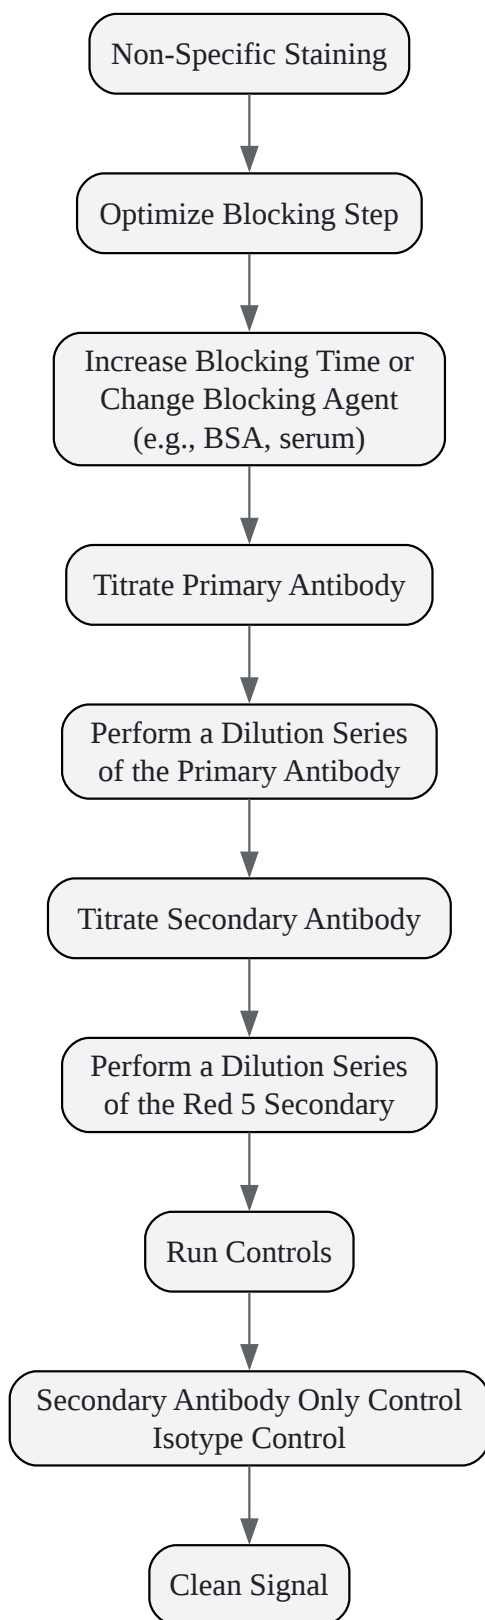 Non-Specific Staining
Optimize Blocking Step
Increase Blocking Time or
Change Blocking Agent
(e.g., BSA, serum)
Titrate Primary Antibody
Perform a Dilution Series
of the Primary Antibody
Titrate Secondary Antibody
Perform a Dilution Series
of the Red 5 Secondary
Run Controls
Secondary Antibody Only Control
Isotype Control
Clean Signal